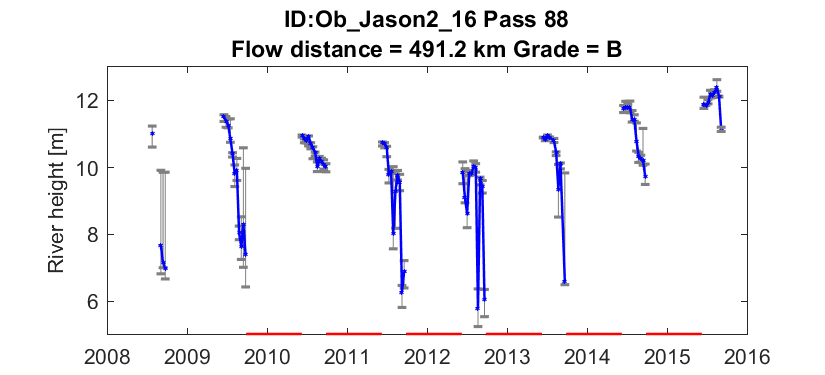 ID:Ob_Jason2_16 Pass 88
Flow distance = 491.2 km Grade = B
River height [m]
12
10
8
6
2008 2009 2010 2011 2012 2013 2014 2015 2016